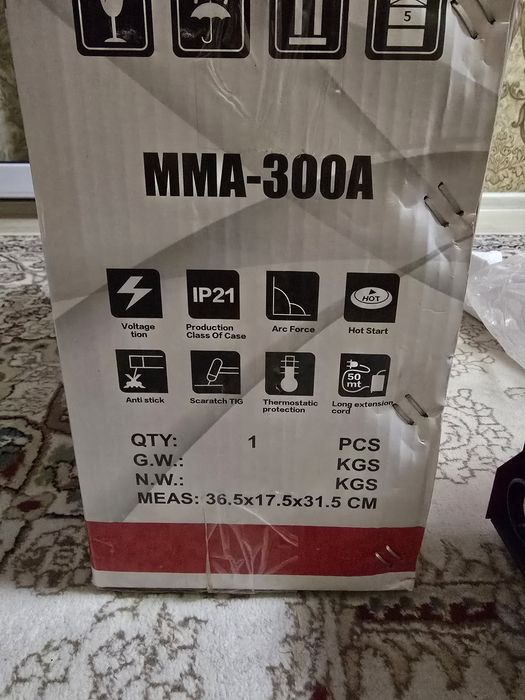 5
MMA-300A
IP21
HOT
Voltage
tion
Production
Class Of Case
Arc Force
Hot Start
50
mt
Anti stick
Scaratch TIG
Thermostatic
protection
Long extension
cord
QTY: 1 PCS
G.W.: KGS
N.W.: KGS
MEAS: 36.5x17.5x31.5 CM